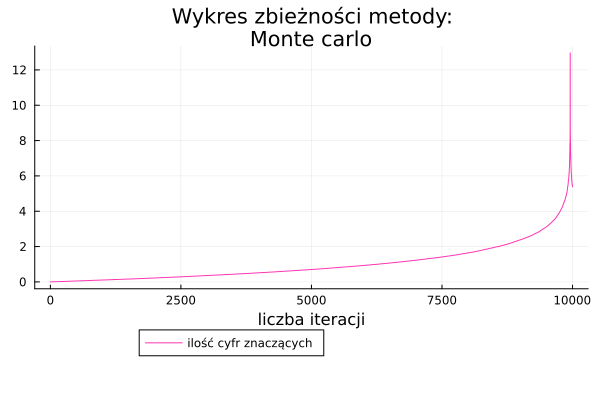 Wykres zbieżności metody:
Monte carlo
12
10
8
6
4
2
0
0 2500 5000 7500 10000
liczba iteracji
ilość cyfr znaczących